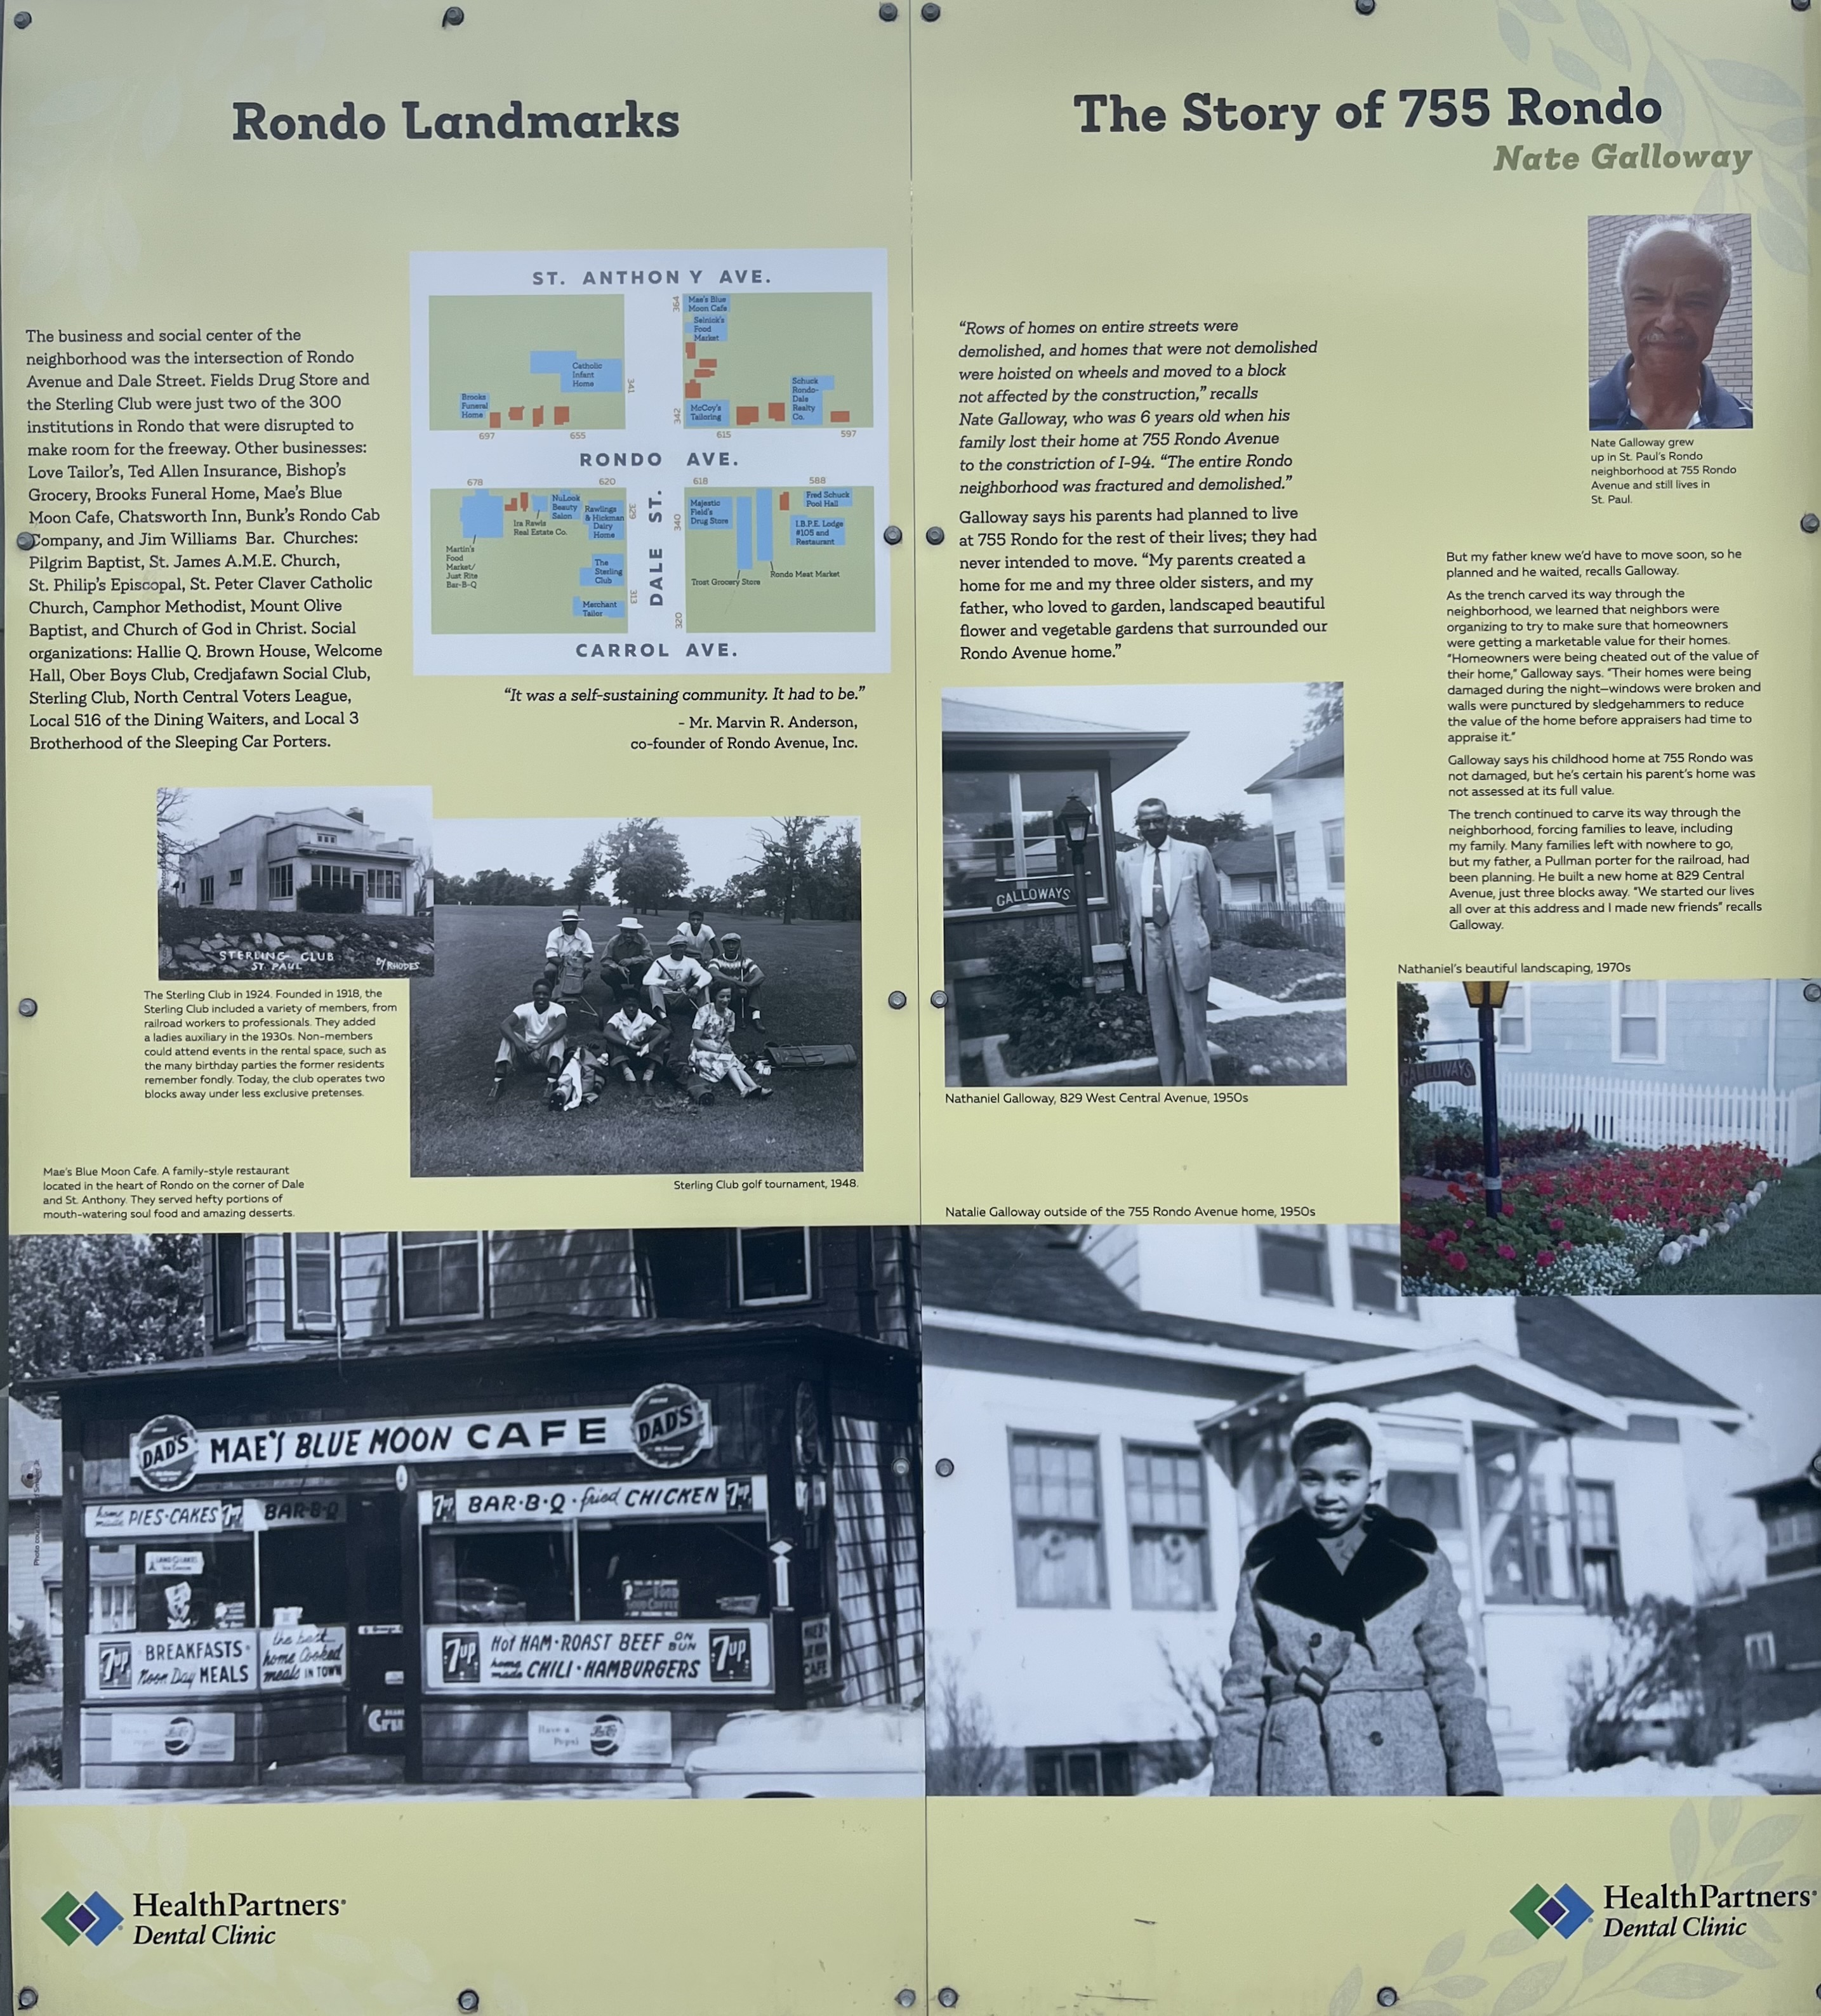 Rondo Landmarks
The business and social center of the
neighborhood was the intersection of Rondo
Avenue and Dale Street. Fields Drug Store and
the Sterling Club were just two of the 300
institutions in Rondo that were disrupted to
make room for the freeway. Other businesses:
Love Tailor's, Ted Allen Insurance, Bishop's
Grocery, Brooks Funeral Home, Mae's Blue
Moon Cafe, Chatsworth Inn, Bunk's Rondo Cab
Company, and Jim Williams Bar. Churches:
Pilgrim Baptist, St. James A.M.E. Church,
St. Philip's Episcopal, St. Peter Claver Catholic
Church, Camphor Methodist, Mount Olive
Baptist, and Church of God in Christ. Social
organizations: Hallie Q. Brown House, Welcome
Hall, Ober Boys Club, Credjafawn Social Club,
Sterling Club, North Central Voters League,
Local 516 of the Dining Waiters, and Local 3
Brotherhood of the Sleeping Car Porters.
ST. ANTHONY AVE.
364
Mae's Blue
Moon Cafe
Selnick's
Food
Market
Catholic
Infant
Home
341
Brooks
Funeral
Home
342
McCoy's
Tailoring
Schuck
Rondo-
Dale
Realty
Co.
697
655
615
597
RONDO AVE.
678
620
618
588
NuLook
Beauty
Salon
Ira Rawls
Real Estate Co.
Rawlings
& Hickman
Dairy
Home
329
Martin's
Food
Market/
Just Rite
Bar-B-Q
The
Sterling
Club
313
Merchant
Tailor
DALE ST.
340
Majestic
Field's
Drug Store
Fred Schuck
Pool Hall
I.B.P.E. Lodge
#105 and
Restaurant
Trost Grocery Store
Rondo Meat Market
320
CARROL AVE.
“It was a self-sustaining community. It had to be.”
- Mr. Marvin R. Anderson,
co-founder of Rondo Avenue, Inc.
STERLING CLUB
ST. PAUL
BY RHODES
The Sterling Club in 1924. Founded in 1918, the
Sterling Club included a variety of members, from
railroad workers to professionals. They added
a ladies auxiliary in the 1930s. Non-members
could attend events in the rental space, such as
the many birthday parties the former residents
remember fondly. Today, the club operates two
blocks away under less exclusive pretenses.
Sterling Club golf tournament, 1948.
Mae's Blue Moon Cafe. A family-style restaurant
located in the heart of Rondo on the corner of Dale
and St. Anthony. They served hefty portions of
mouth-watering soul food and amazing desserts.
DAD'S
MAE'S BLUE MOON CAFE
DAD'S
home made PIES-CAKES 7up
BAR-B-Q
7up BAR-B-Q · fried CHICKEN 7up
7up BREAKFASTS
Noon Day MEALS
the best
home Cooked
meals IN TOWN
7up Hot HAM · ROAST BEEF ON BUN 7up
home made CHILI · HAMBURGERS
CAFE
Have a
Pepsi
HealthPartners®
Dental Clinic
The Story of 755 Rondo
Nate Galloway
“Rows of homes on entire streets were
demolished, and homes that were not demolished
were hoisted on wheels and moved to a block
not affected by the construction,” recalls
Nate Galloway, who was 6 years old when his
family lost their home at 755 Rondo Avenue
to the constriction of I-94. “The entire Rondo
neighborhood was fractured and demolished.”
Galloway says his parents had planned to live
at 755 Rondo for the rest of their lives; they had
never intended to move. “My parents created a
home for me and my three older sisters, and my
father, who loved to garden, landscaped beautiful
flower and vegetable gardens that surrounded our
Rondo Avenue home.”
GALLOWAYS
Nathaniel Galloway, 829 West Central Avenue, 1950s
Nate Galloway grew
up in St. Paul's Rondo
neighborhood at 755 Rondo
Avenue and still lives in
St. Paul.
But my father knew we'd have to move soon, so he
planned and he waited, recalls Galloway.
As the trench carved its way through the
neighborhood, we learned that neighbors were
organizing to try to make sure that homeowners
were getting a marketable value for their homes.
“Homeowners were being cheated out of the value of
their home,” Galloway says. “Their homes were being
damaged during the night—windows were broken and
walls were punctured by sledgehammers to reduce
the value of the home before appraisers had time to
appraise it.”
Galloway says his childhood home at 755 Rondo was
not damaged, but he's certain his parent's home was
not assessed at its full value.
The trench continued to carve its way through the
neighborhood, forcing families to leave, including
my family. Many families left with nowhere to go,
but my father, a Pullman porter for the railroad, had
been planning. He built a new home at 829 Central
Avenue, just three blocks away. “We started our lives
all over at this address and I made new friends” recalls
Galloway.
Nathaniel's beautiful landscaping, 1970s
GALLOWAYS
Natalie Galloway outside of the 755 Rondo Avenue home, 1950s
HealthPartners®
Dental Clinic